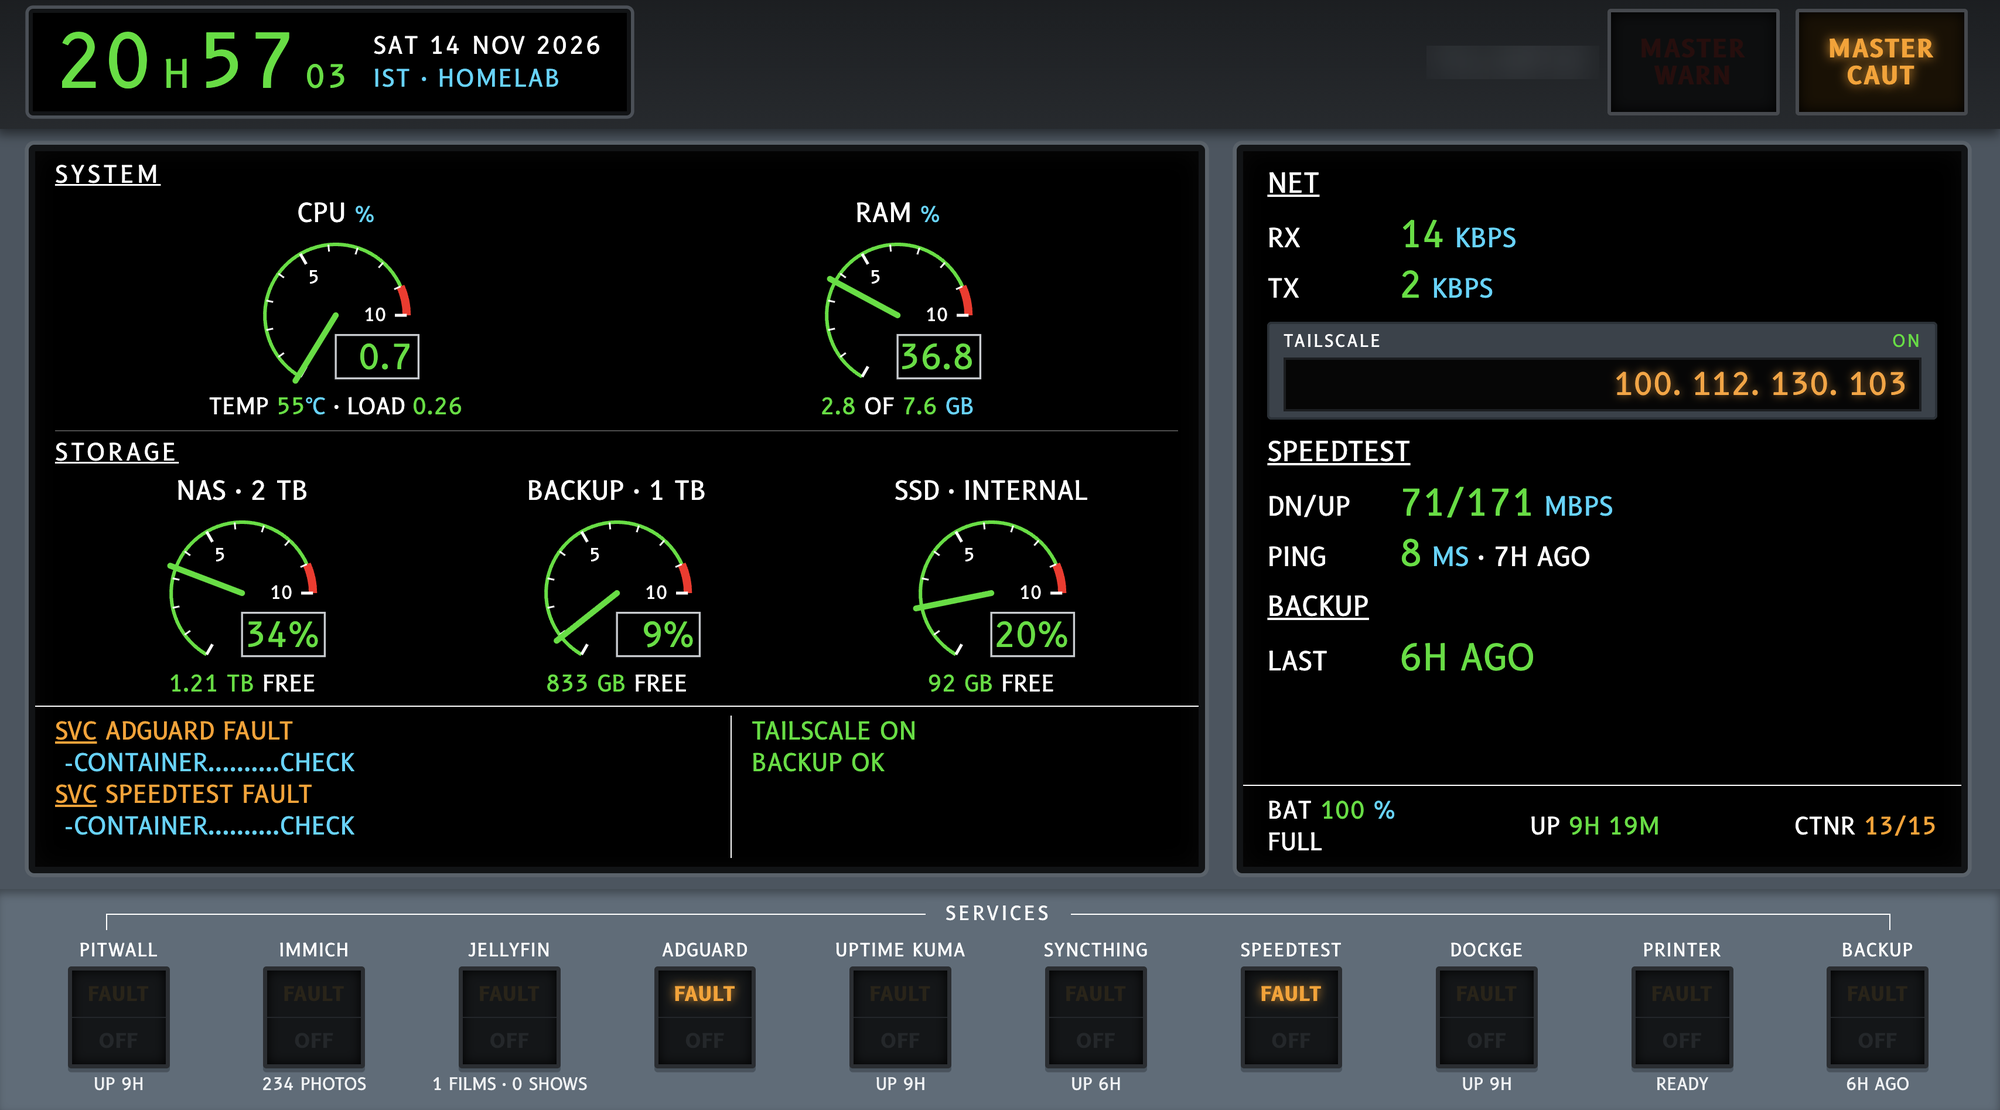 20 H 57 03
SAT 14 NOV 2026
IST · HOMELAB
MASTER WARN
MASTER CAUT
SYSTEM
CPU %
5
10
0.7
TEMP 55°C · LOAD 0.26
RAM %
5
10
36.8
2.8 OF 7.6 GB
STORAGE
NAS · 2 TB
5
10
34%
1.21 TB FREE
BACKUP · 1 TB
5
10
9%
833 GB FREE
SSD · INTERNAL
5
10
20%
92 GB FREE
SVC ADGUARD FAULT
-CONTAINER..........CHECK
SVC SPEEDTEST FAULT
-CONTAINER..........CHECK
TAILSCALE ON
BACKUP OK
NET
RX 14 KBPS
TX 2 KBPS
TAILSCALE ON
100. 112. 130. 103
SPEEDTEST
DN/UP 71/171 MBPS
PING 8 MS · 7H AGO
BACKUP
LAST 6H AGO
BAT 100 %
FULL
UP 9H 19M
CTNR 13/15
SERVICES
PITWALL
FAULT
OFF
UP 9H
IMMICH
FAULT
OFF
234 PHOTOS
JELLYFIN
FAULT
OFF
1 FILMS · 0 SHOWS
ADGUARD
FAULT
OFF
UPTIME KUMA
FAULT
OFF
UP 9H
SYNCTHING
FAULT
OFF
UP 6H
SPEEDTEST
FAULT
OFF
DOCKGE
FAULT
OFF
UP 9H
PRINTER
FAULT
OFF
READY
BACKUP
FAULT
OFF
6H AGO